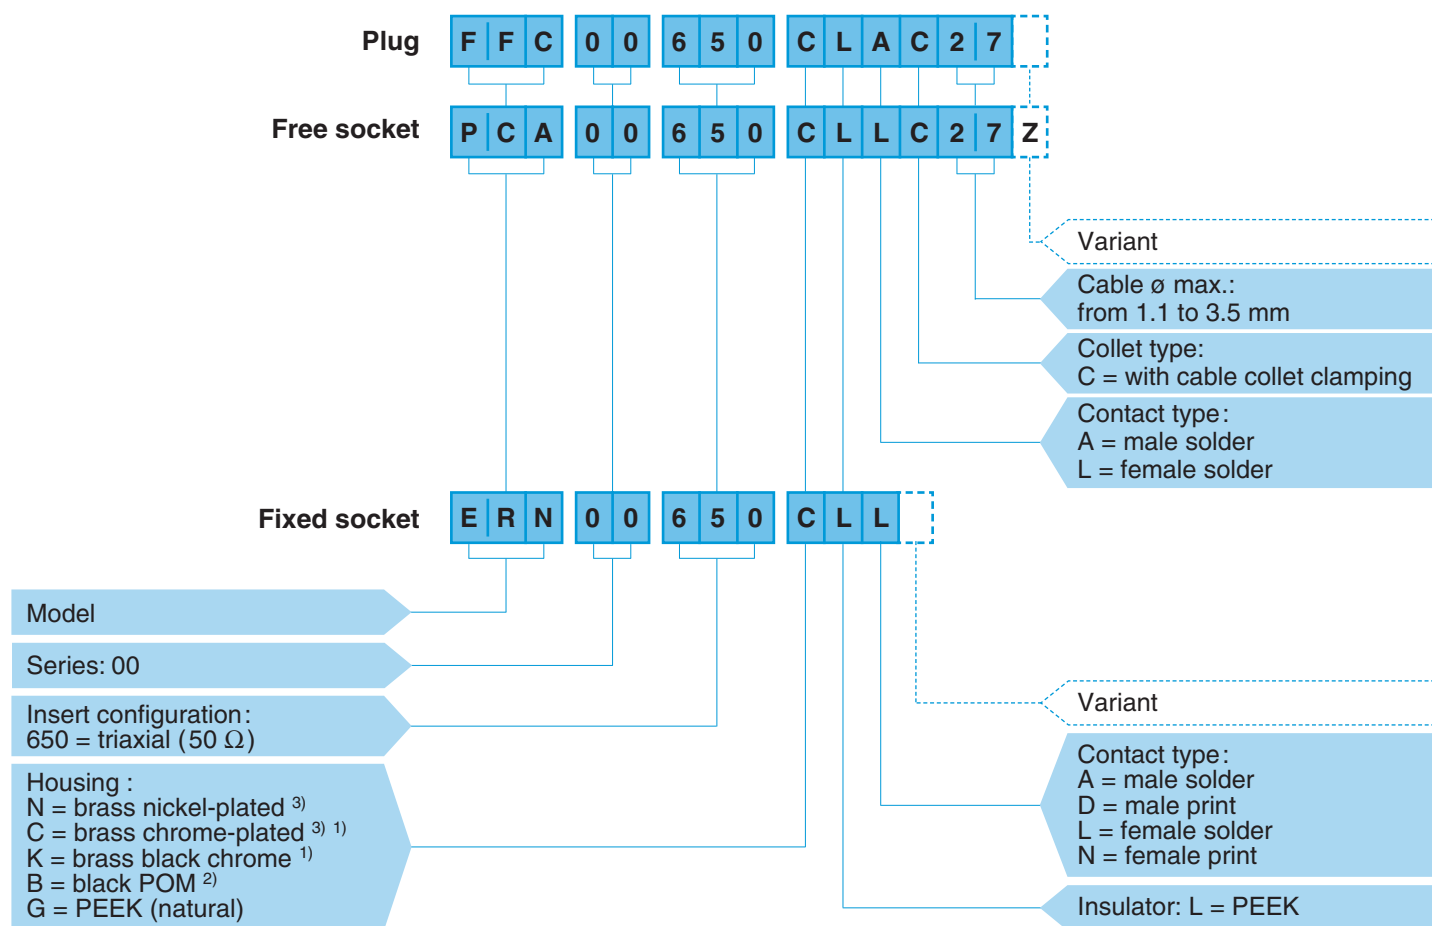 Plug F F C 0 0 6 5 0 C L A C 2 7
Free socket P C A 0 0 6 5 0 C L L C 2 7 Z
Variant
Cable ø max.:
from 1.1 to 3.5 mm
Collet type:
C = with cable collet clamping
Contact type:
A = male solder
L = female solder
Fixed socket E R N 0 0 6 5 0 C L L
Model
Series: 00
Insert configuration:
650 = triaxial (50 Ω)
Housing :
N = brass nickel-plated 3)
C = brass chrome-plated 3) 1)
K = brass black chrome 1)
B = black POM 2)
G = PEEK (natural)
Variant
Contact type:
A = male solder
D = male print
L = female solder
N = female print
Insulator: L = PEEK